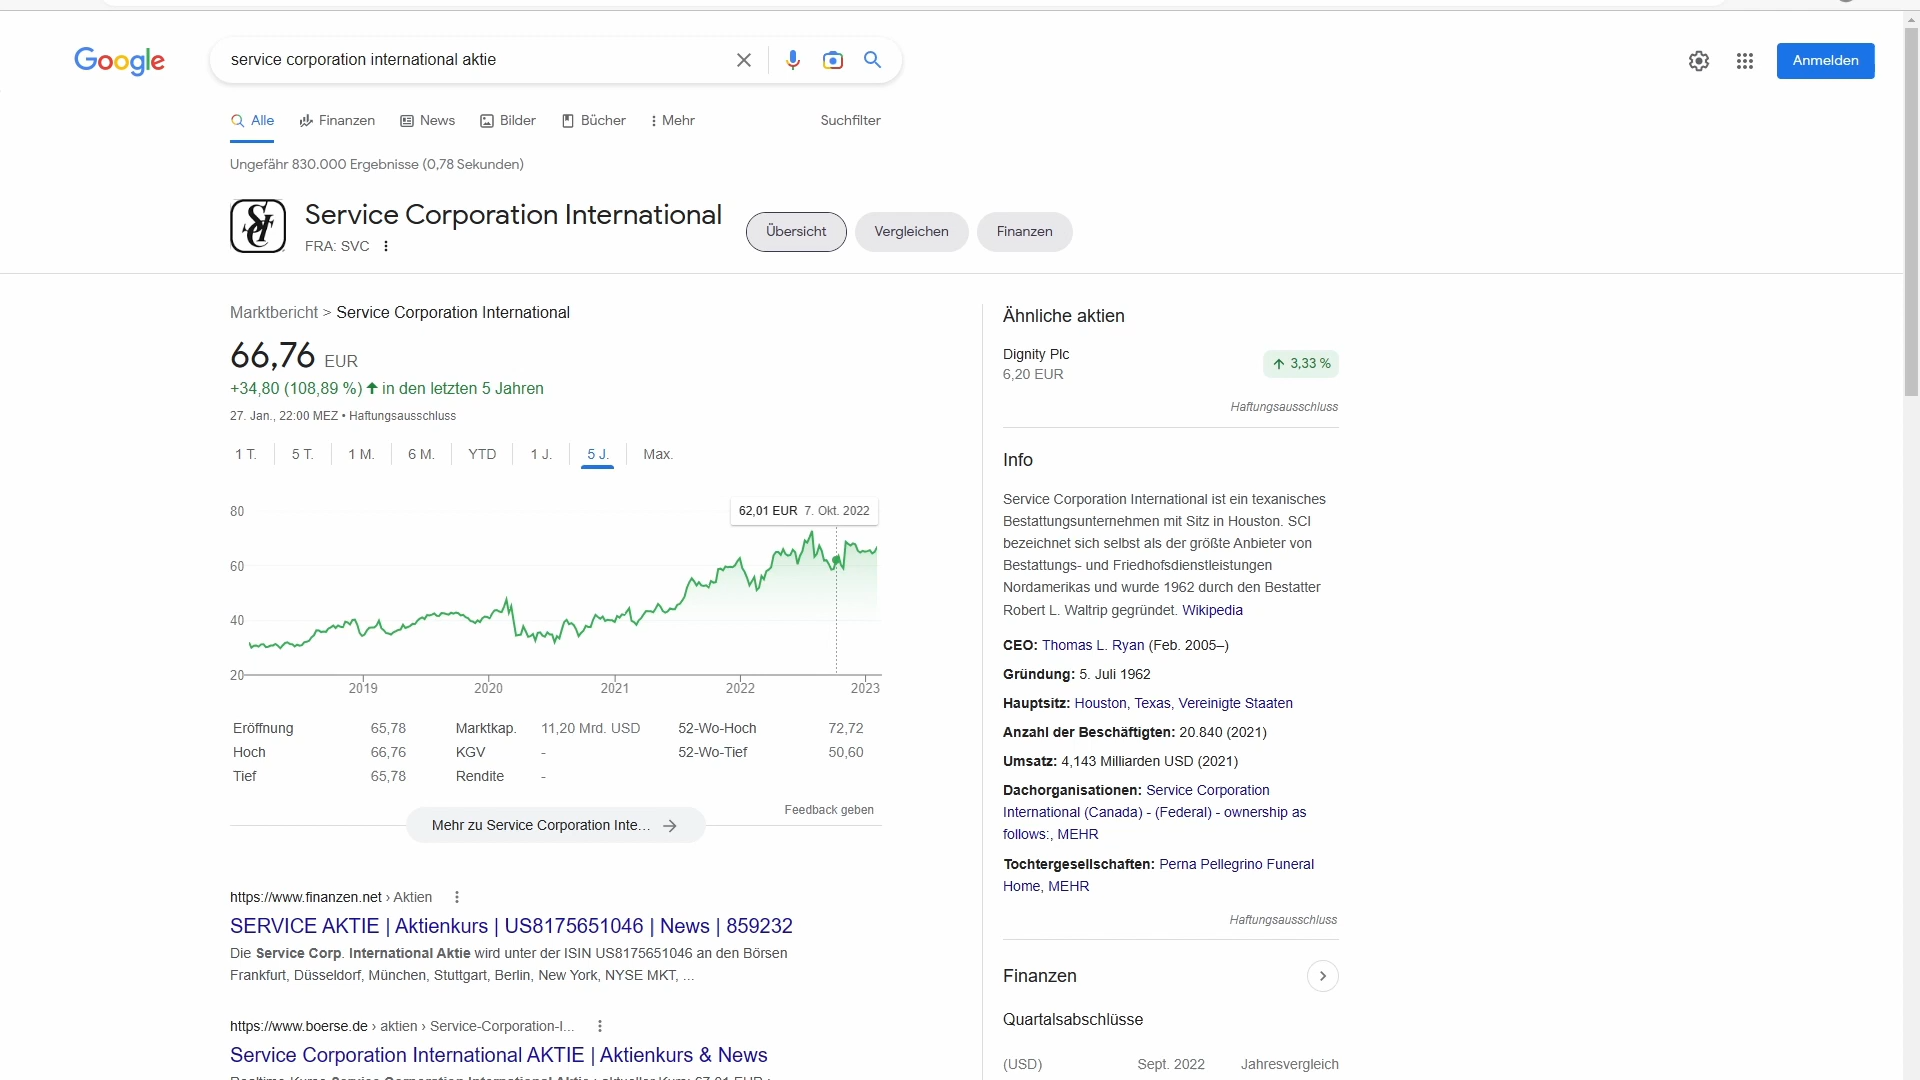 Google
service corporation international aktie
Anmelden
Alle
Finanzen
News
Bilder
Bücher
Mehr
Suchfilter
Ungefähr 830.000 Ergebnisse (0,78 Sekunden)
Service Corporation International
FRA: SVC
Übersicht
Vergleichen
Finanzen
Marktbericht > Service Corporation International
66,76 EUR
+34,80 (108,89 %) in den letzten 5 Jahren
27. Jan., 22:00 MEZ • Haftungsausschluss
1 T. 5 T. 1 M. 6 M. YTD 1 J. 5 J. Max.
62,01 EUR 7. Okt. 2022
80
60
40
20
2019 2020 2021 2022 2023
Eröffnung 65,78 Marktkap. 11,20 Mrd. USD 52-Wo-Hoch 72,72
Hoch 66,76 KGV - 52-Wo-Tief 50,60
Tief 65,78 Rendite -
Feedback geben
Mehr zu Service Corporation Inte...
https://www.finanzen.net › Aktien
SERVICE AKTIE | Aktienkurs | US8175651046 | News | 859232
Die Service Corp. International Aktie wird unter der ISIN US8175651046 an den Börsen
Frankfurt, Düsseldorf, München, Stuttgart, Berlin, New York, NYSE MKT, ...
https://www.boerse.de › aktien › Service-Corporation-I...
Service Corporation International AKTIE | Aktienkurs & News
Ähnliche aktien
Dignity Plc
6,20 EUR
3,33 %
Haftungsausschluss
Info
Service Corporation International ist ein texanisches
Bestattungsunternehmen mit Sitz in Houston. SCI
bezeichnet sich selbst als der größte Anbieter von
Bestattungs- und Friedhofsdienstleistungen
Nordamerikas und wurde 1962 durch den Bestatter
Robert L. Waltrip gegründet. Wikipedia
CEO: Thomas L. Ryan (Feb. 2005–)
Gründung: 5. Juli 1962
Hauptsitz: Houston, Texas, Vereinigte Staaten
Anzahl der Beschäftigten: 20.840 (2021)
Umsatz: 4,143 Milliarden USD (2021)
Dachorganisationen: Service Corporation
International (Canada) - (Federal) - ownership as
follows:, MEHR
Tochtergesellschaften: Perna Pellegrino Funeral
Home, MEHR
Haftungsausschluss
Finanzen
Quartalsabschlüsse
(USD) Sept. 2022 Jahresvergleich